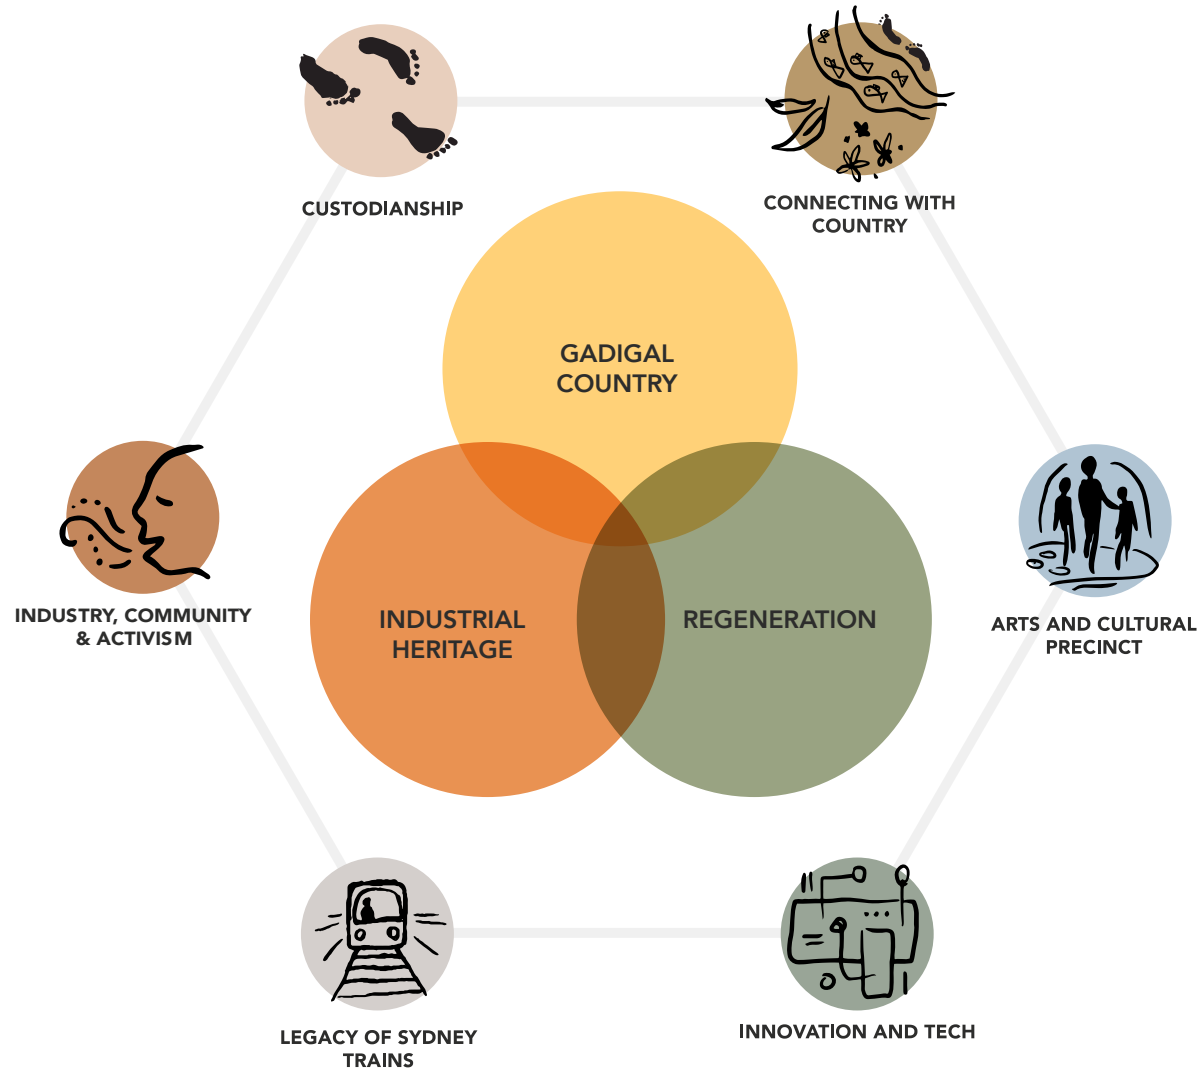 CUSTODIANSHIP
CONNECTING WITH
COUNTRY
GADIGAL
COUNTRY
INDUSTRY, COMMUNITY
& ACTIVISM
INDUSTRIAL
HERITAGE
REGENERATION
ARTS AND CULTURAL
PRECINCT
LEGACY OF SYDNEY
TRAINS
INNOVATION AND TECH